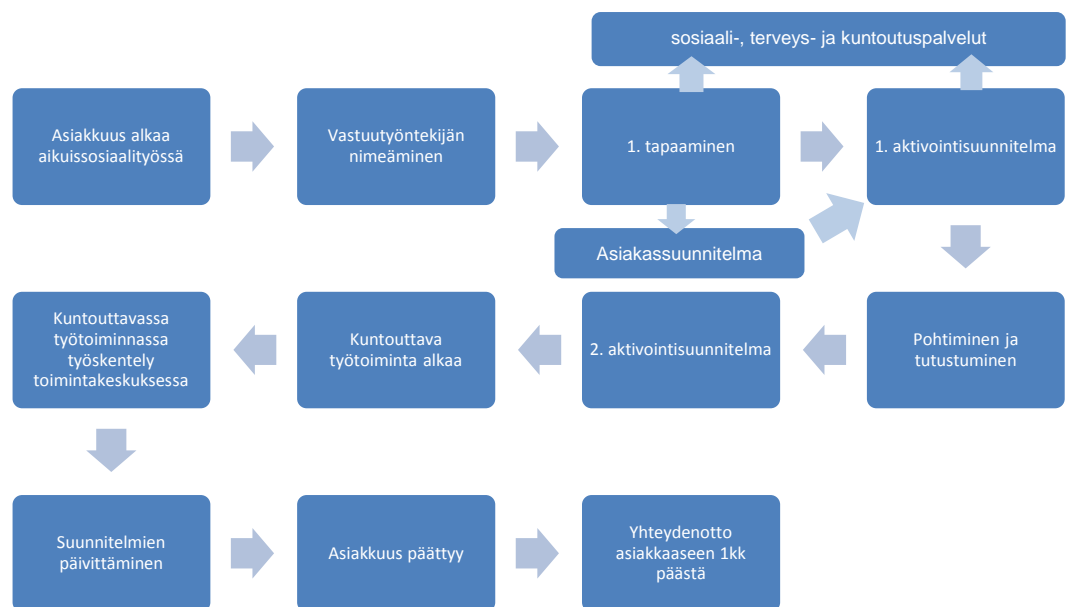 sosiaali-, terveys- ja kuntoutuspalvelut
Asiakkuus alkaa
aikuissosiaalityössä
Vastuutyöntekijän
nimeäminen
1. tapaaminen
1. aktivointisuunnitelma
Asiakassuunnitelma
Kuntouttavassa
työtoiminnassa
työskentely
toimintakeskuksessa
Kuntouttava
työtoiminta alkaa
2. aktivointisuunnitelma
Pohtiminen ja
tutustuminen
Suunnitelmien
päivittäminen
Asiakkuus päättyy
Yhteydenotto
asiakkaaseen 1kk
päästä